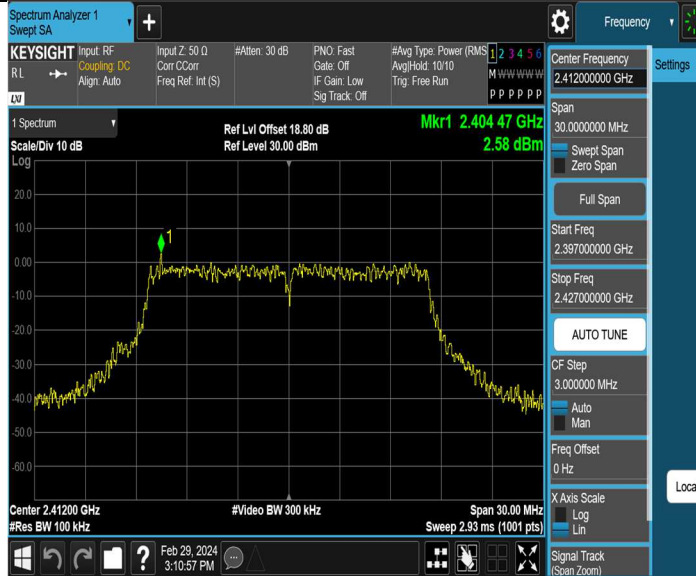 Spectrum Analyzer 1
Swept SA
+
Frequency
KEYSIGHT
RL
LXI
Input: RF
Coupling: DC
Align: Auto
Input Z: 50 Ω
Corr CCorr
Freq Ref: Int (S)
#Atten: 30 dB
PNO: Fast
Gate: Off
IF Gain: Low
Sig Track: Off
#Avg Type: Power (RMS
Avg|Hold: 10/10
Trig: Free Run
1 2 3 4 5 6
M W W W W W
P P P P P P
1 Spectrum
Scale/Div 10 dB
Log
Ref Lvl Offset 18.80 dB
Ref Level 30.00 dBm
Mkr1 2.404 47 GHz
2.58 dBm
20.0
10.0
0.00
-10.0
-20.0
-30.0
-40.0
-50.0
-60.0
1
Center 2.41200 GHz
#Res BW 100 kHz
#Video BW 300 kHz
Span 30.00 MHz
Sweep 2.93 ms (1001 pts)
?
Feb 29, 2024
3:10:57 PM
Center Frequency
2.412000000 GHz
Span
30.0000000 MHz
Swept Span
Zero Span
Full Span
Start Freq
2.397000000 GHz
Stop Freq
2.427000000 GHz
AUTO TUNE
CF Step
3.000000 MHz
Auto
Man
Freq Offset
0 Hz
X Axis Scale
Log
Lin
Signal Track
(Span Zoom)
Settings
Loca